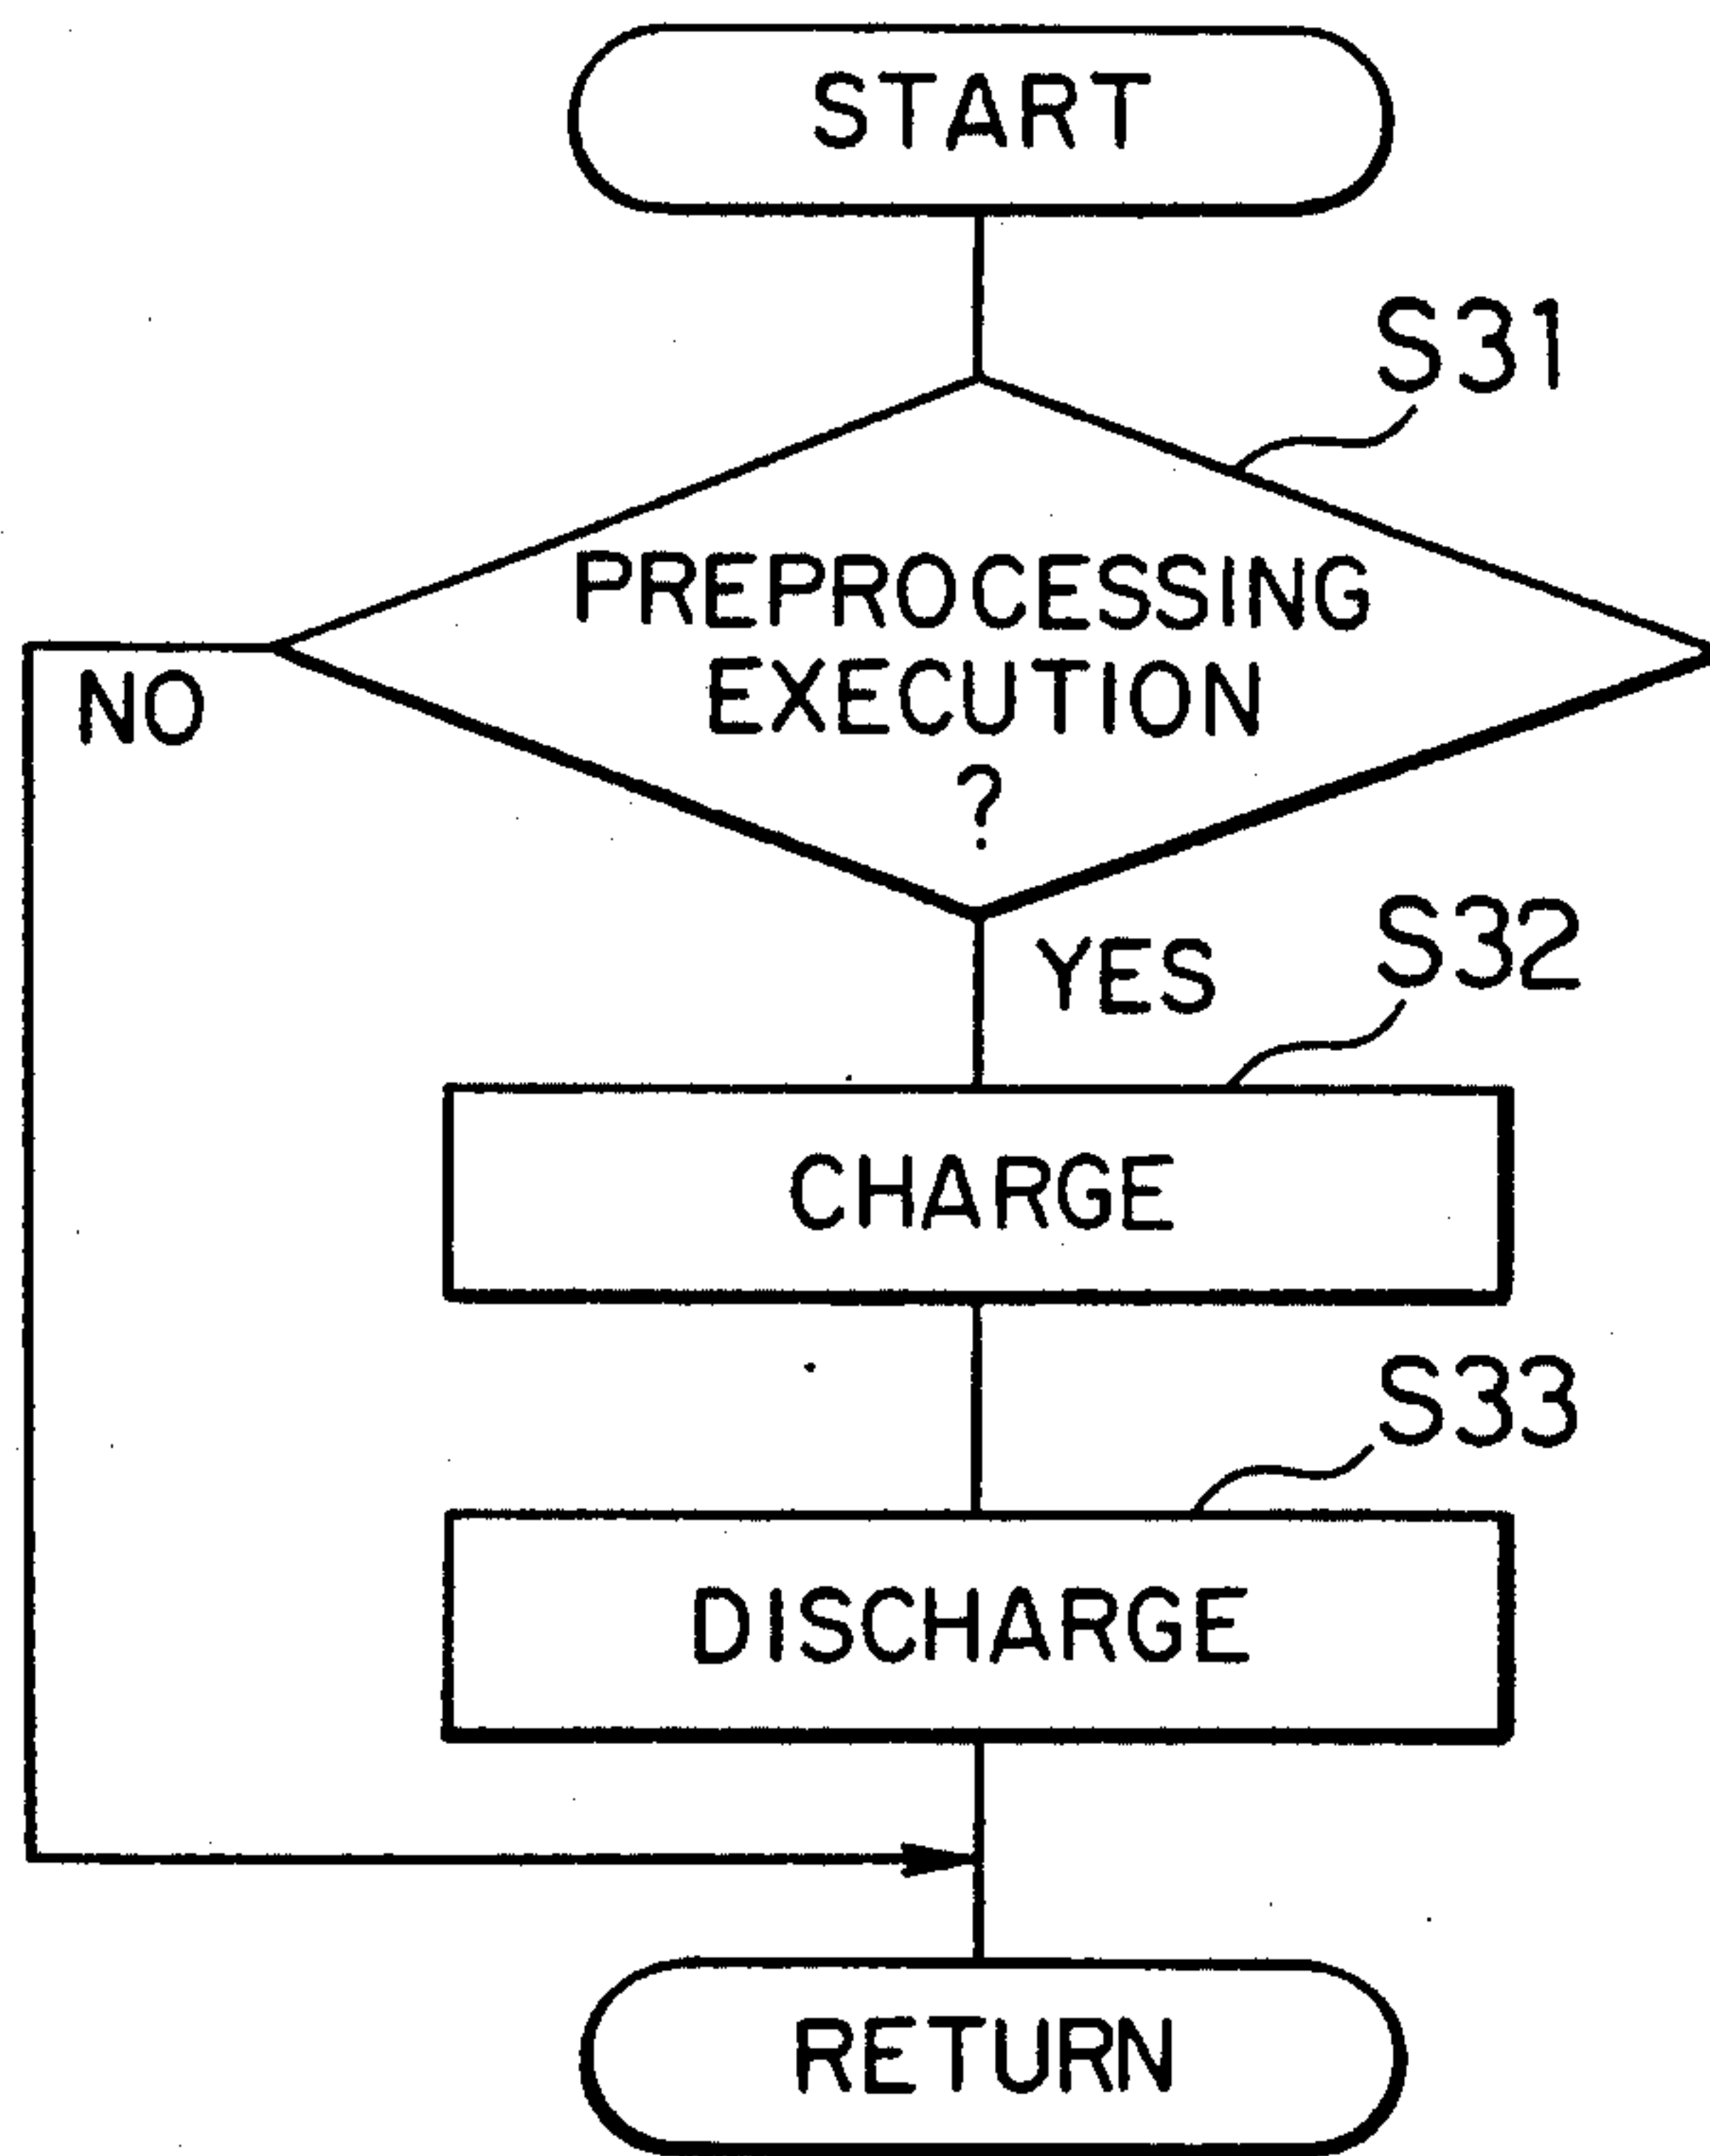 START
S31
PREPROCESSING
EXECUTION
?
NO
YES
S32
CHARGE
S33
DISCHARGE
RETURN